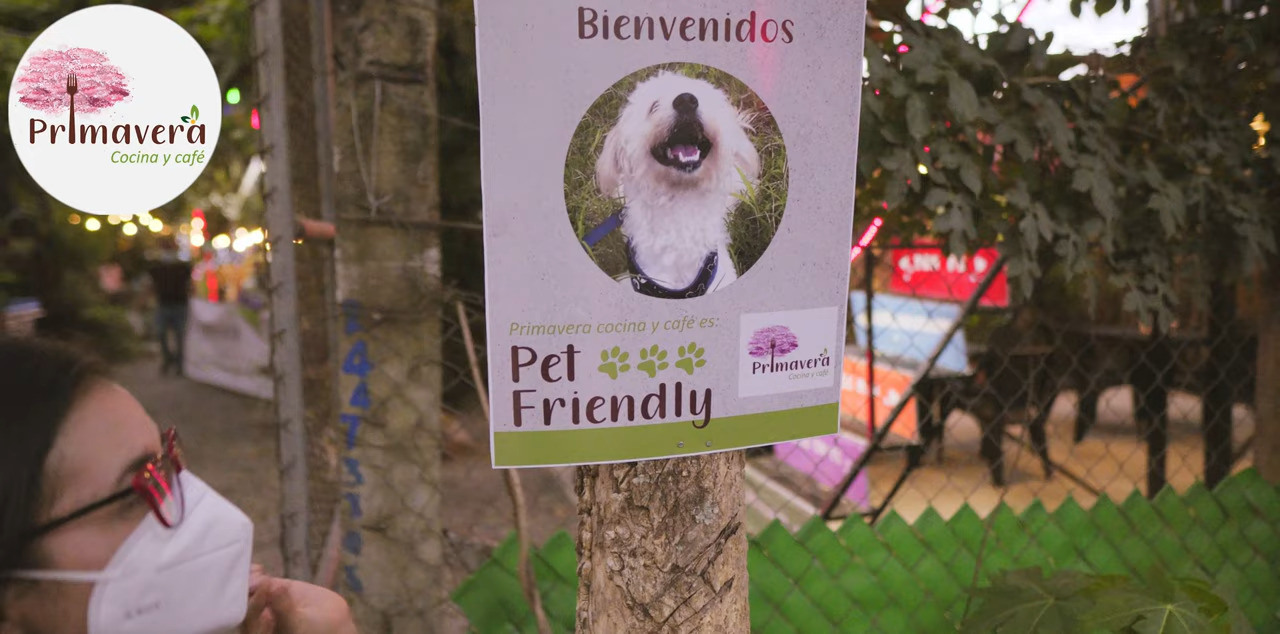 Primavera
Cocina y café
Bienvenidos
Primavera cocina y café es:
Pet
Friendly
Primavera
Cocina y café